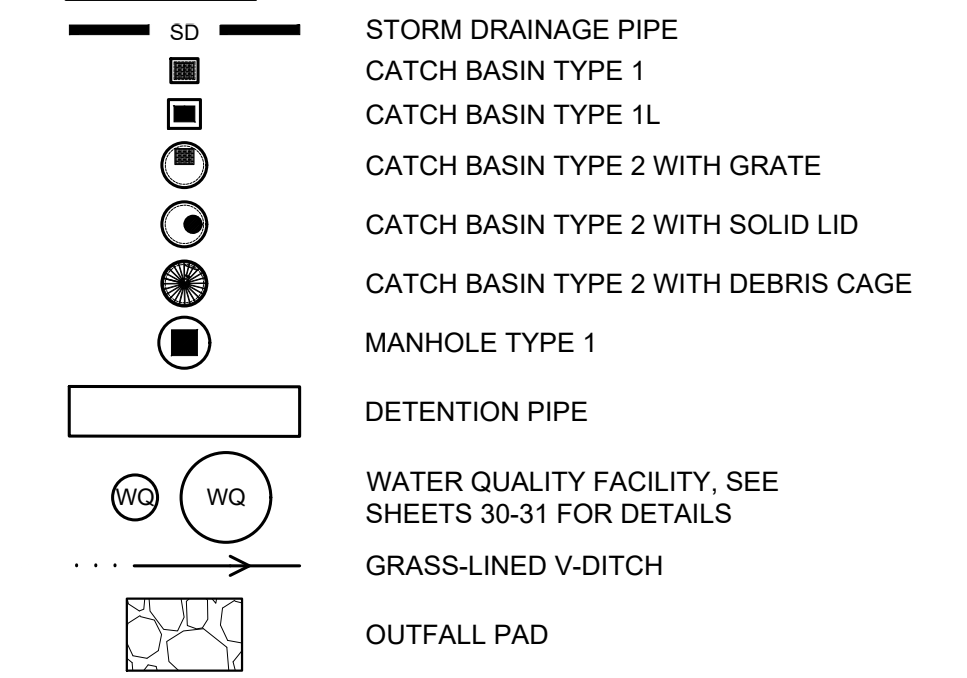 SD STORM DRAINAGE PIPE
CATCH BASIN TYPE 1
CATCH BASIN TYPE 1L
CATCH BASIN TYPE 2 WITH GRATE
CATCH BASIN TYPE 2 WITH SOLID LID
CATCH BASIN TYPE 2 WITH DEBRIS CAGE
MANHOLE TYPE 1
DETENTION PIPE
WQ WQ WATER QUALITY FACILITY, SEE
SHEETS 30-31 FOR DETAILS
GRASS-LINED V-DITCH
OUTFALL PAD